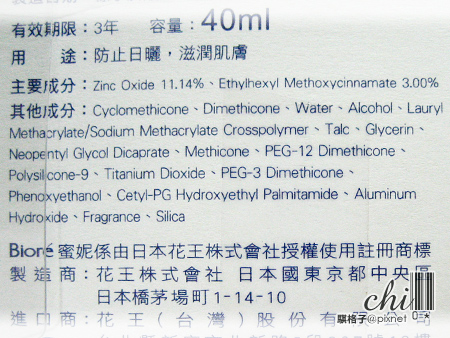 有效期限：3年 容量：40ml
用 途：防止日曬，滋潤肌膚
主要成分：Zinc Oxide 11.14%、Ethylhexyl Methoxycinnamate 3.00%
其他成分：Cyclomethicone、Dimethicone、Water、Alcohol、Lauryl
Methacrylate/Sodium Methacrylate Crosspolymer、Talc、Glycerin、
Neopentyl Glycol Dicaprate、Methicone、PEG-12 Dimethicone、
Polysilicone-9、Titanium Dioxide、PEG-3 Dimethicone、
Phenoxyethanol、Cetyl-PG Hydroxyethyl Palmitamide、Aluminum
Hydroxide、Fragrance、Silica
Bioré 蜜妮係由日本花王株式會社授權使用註冊商標
製造商：花王株式會社 日本國東京都中央區
日本橋茅場町1-14-10
進口商：花王（台灣）股份有限公司
chi
騏格子@pixnet